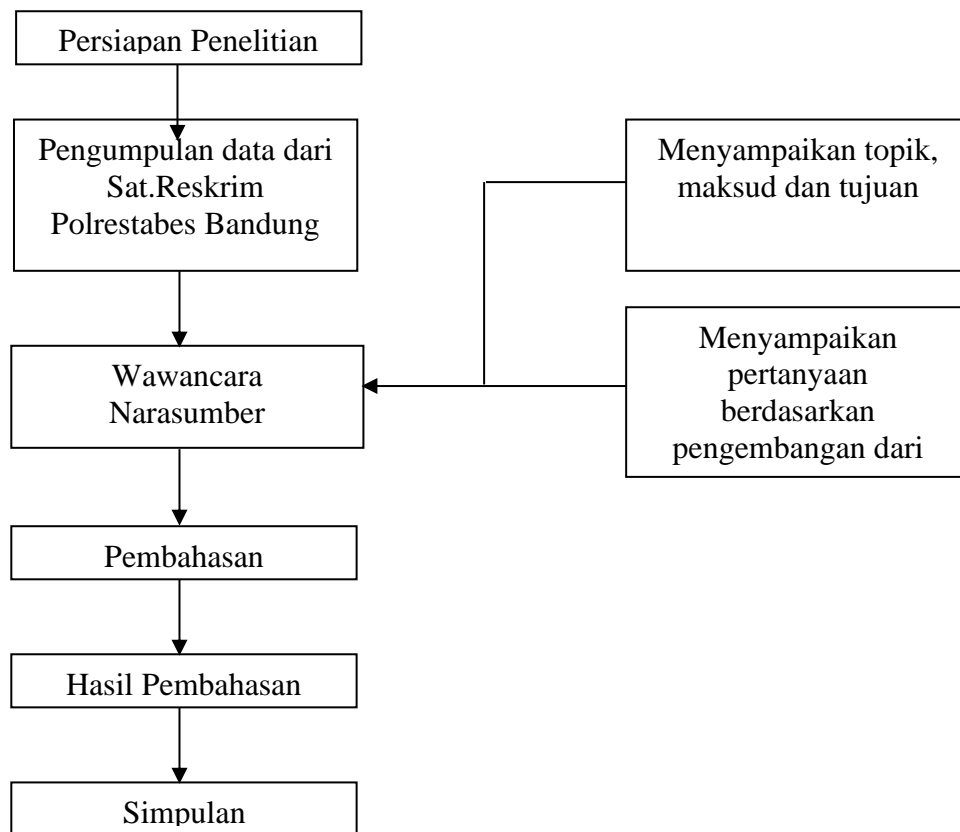 Persiapan Penelitian
Pengumpulan data dari
Sat.Reskrim
Polrestabes Bandung
Menyampaikan topik,
maksud dan tujuan
Wawancara
Narasumber
Menyampaikan
pertanyaan
berdasarkan
pengembangan dari
Pembahasan
Hasil Pembahasan
Simpulan